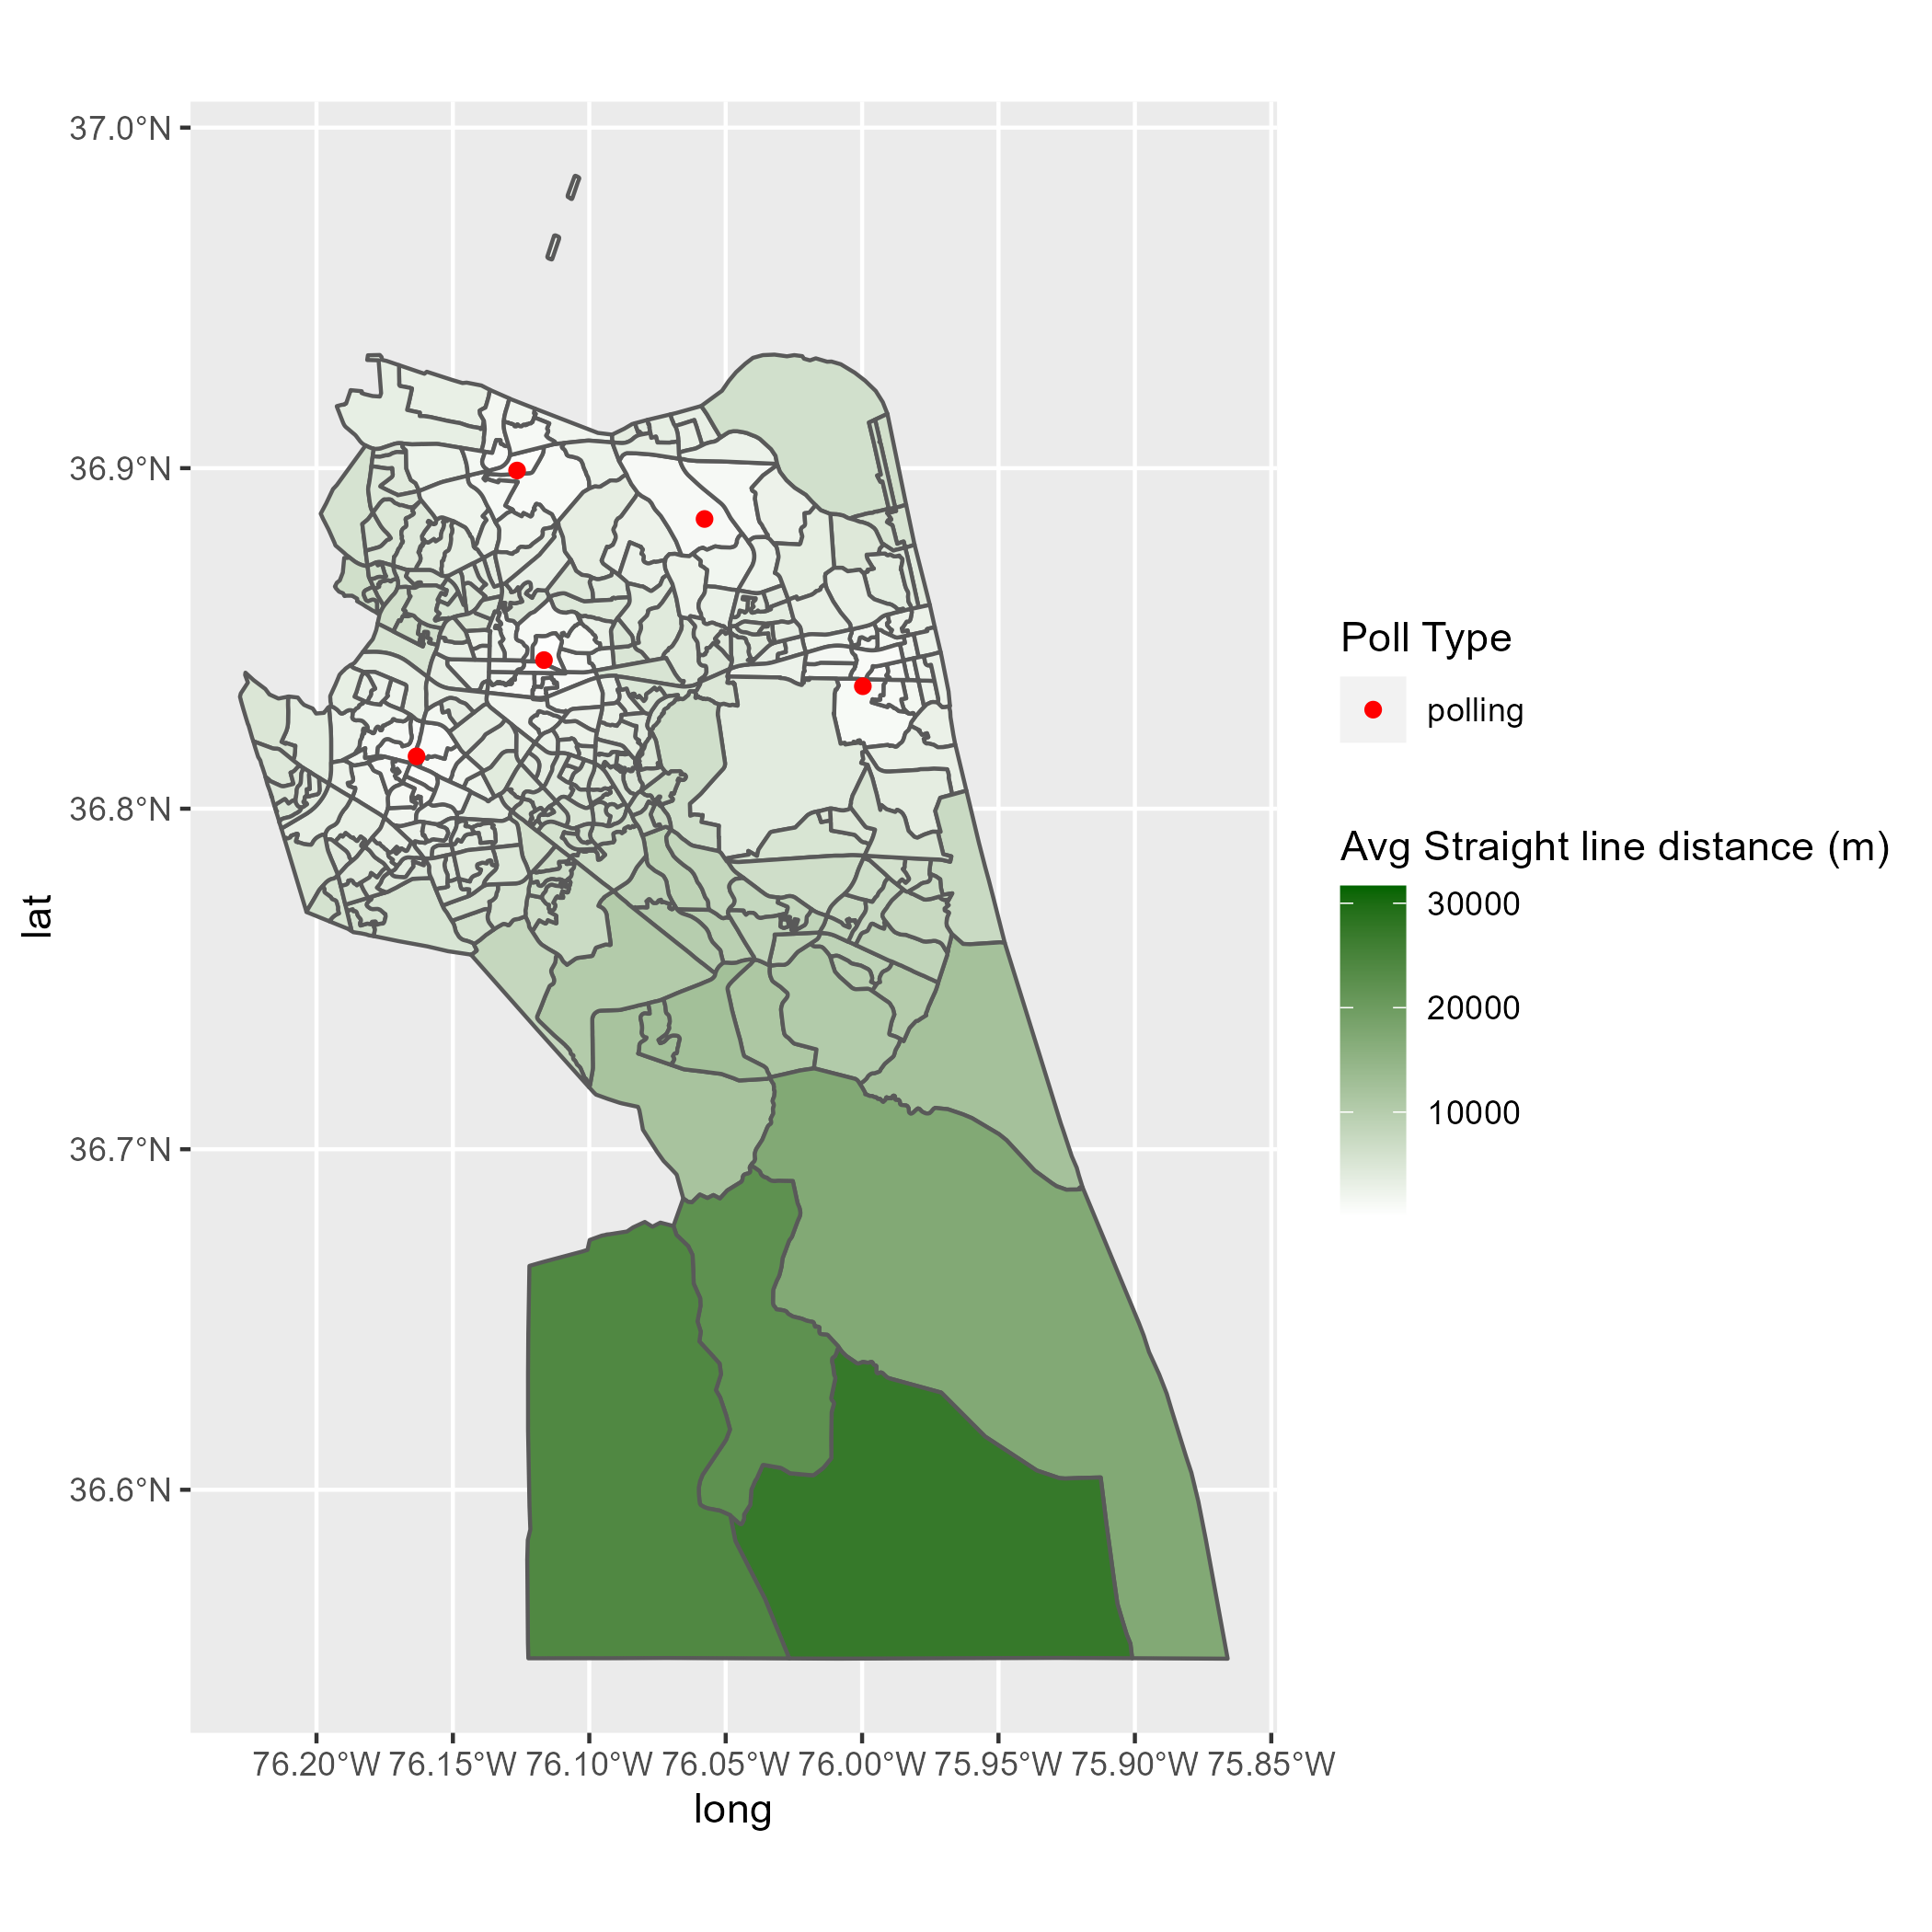 37.0°N
36.9°N
36.8°N
36.7°N
36.6°N
lat
76.20°W 76.15°W 76.10°W 76.05°W 76.00°W 75.95°W 75.90°W 75.85°W
long
Poll Type
polling
Avg Straight line distance (m)
30000
20000
10000